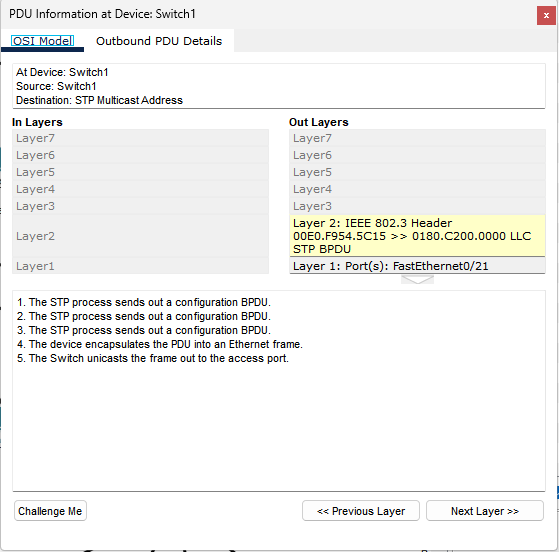 PDU Information at Device: Switch1
x
OSI Model
Outbound PDU Details
At Device: Switch1
Source: Switch1
Destination: STP Multicast Address
In Layers
Layer7
Layer6
Layer5
Layer4
Layer3
Layer2
Layer1
Out Layers
Layer7
Layer6
Layer5
Layer4
Layer3
Layer 2: IEEE 802.3 Header
00E0.F954.5C15 >> 0180.C200.0000 LLC
STP BPDU
Layer 1: Port(s): FastEthernet0/21
1. The STP process sends out a configuration BPDU.
2. The STP process sends out a configuration BPDU.
3. The STP process sends out a configuration BPDU.
4. The device encapsulates the PDU into an Ethernet frame.
5. The Switch unicasts the frame out to the access port.
Challenge Me
<< Previous Layer
Next Layer >>